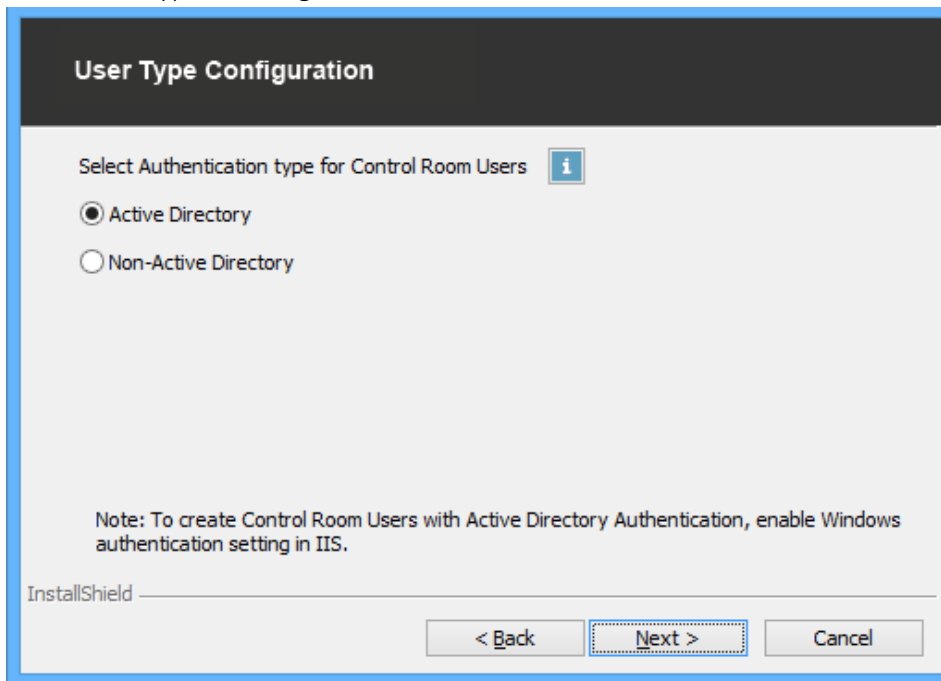 User Type Configuration
Select Authentication type for Control Room Users
i
Active Directory
Non-Active Directory
Note: To create Control Room Users with Active Directory Authentication, enable Windows
authentication setting in IIS.
InstallShield
< Back Next > Cancel